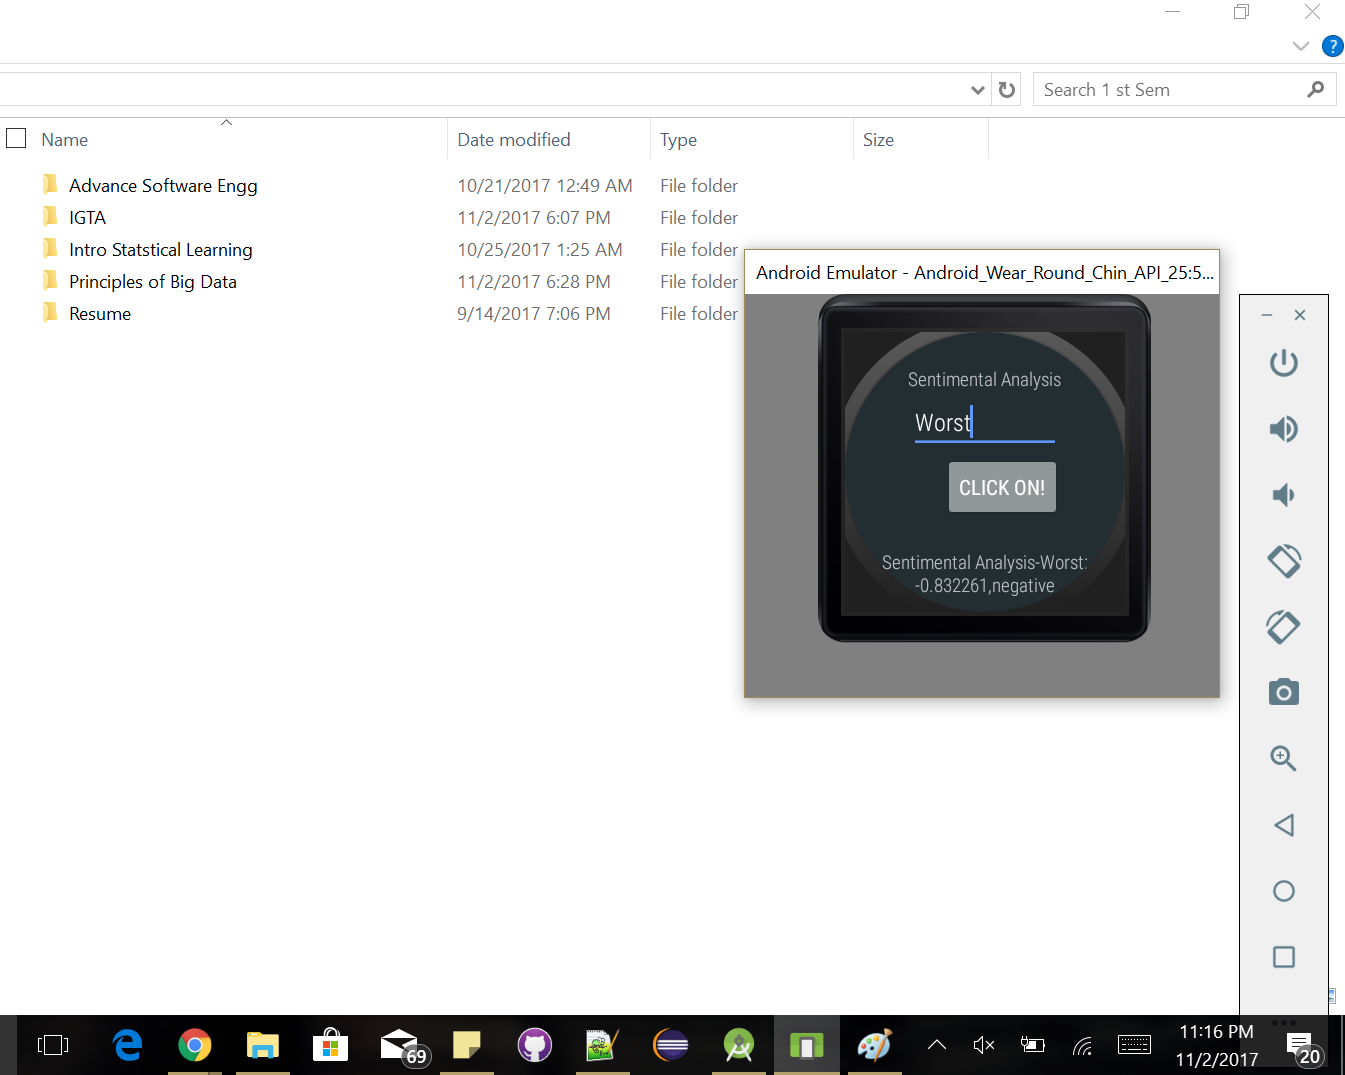 ?
Search 1 st Sem
Name Date modified Type Size
Advance Software Engg 10/21/2017 12:49 AM File folder
IGTA 11/2/2017 6:07 PM File folder
Intro Statstical Learning 10/25/2017 1:25 AM File folder
Principles of Big Data 11/2/2017 6:28 PM File folder
Resume 9/14/2017 7:06 PM File folder
Android Emulator - Android_Wear_Round_Chin_API_25:5...
Sentimental Analysis
Worst
CLICK ON!
Sentimental Analysis-Worst:
-0.832261,negative
69
11:16 PM
11/2/2017
20